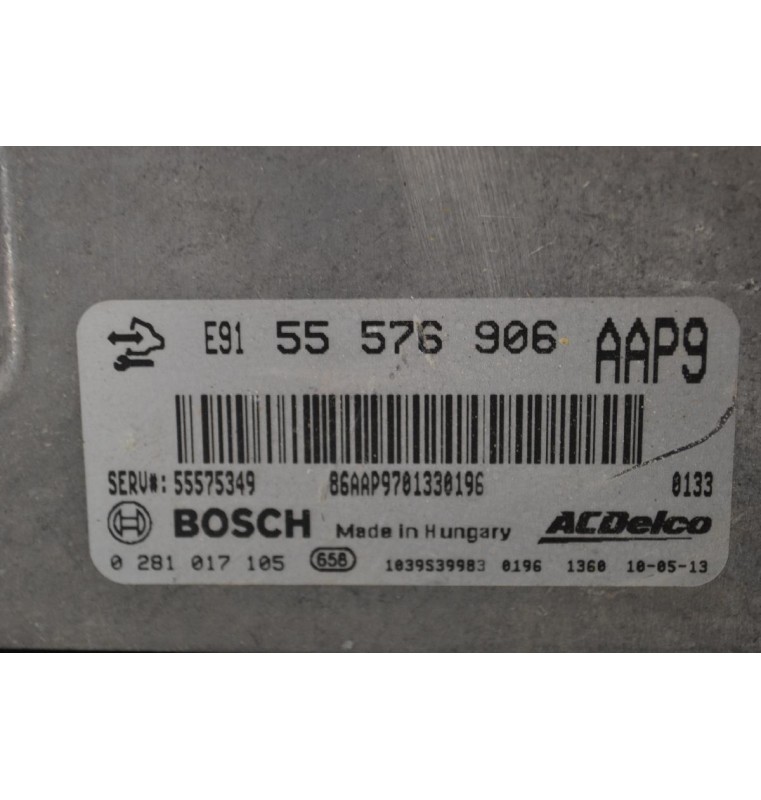 E91 55 576 906 AAP9
SERV#: 55575349 86AAP9701330196 0133
BOSCH Made in Hungary ACDelco
0 281 017 105 658 1039S39983 0196 1360 10-05-13